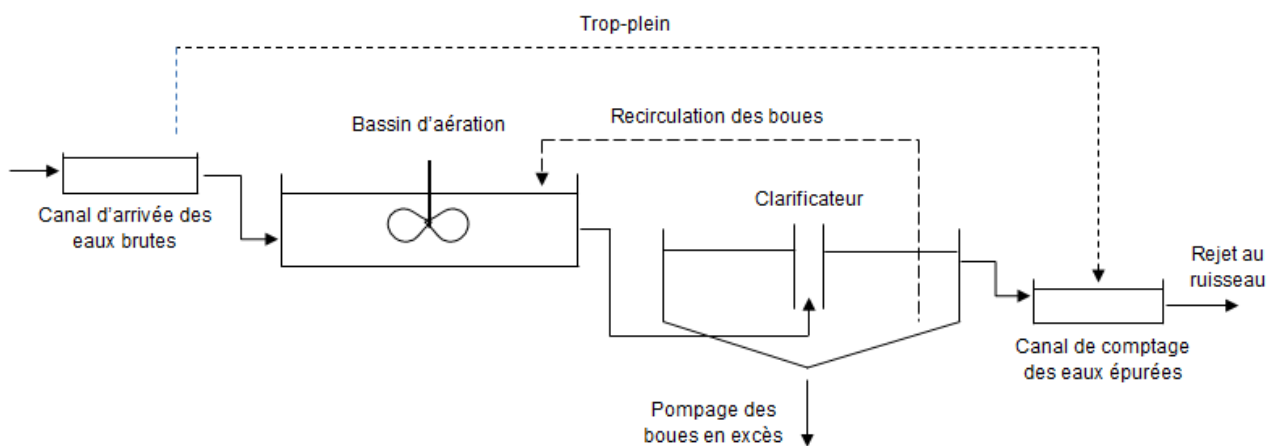 Trop-plein
Bassin d'aération
Recirculation des boues
Canal d'arrivée des
eaux brutes
Clarificateur
Rejet au
ruisseau
Canal de comptage
des eaux épurées
Pompage des
boues en excès